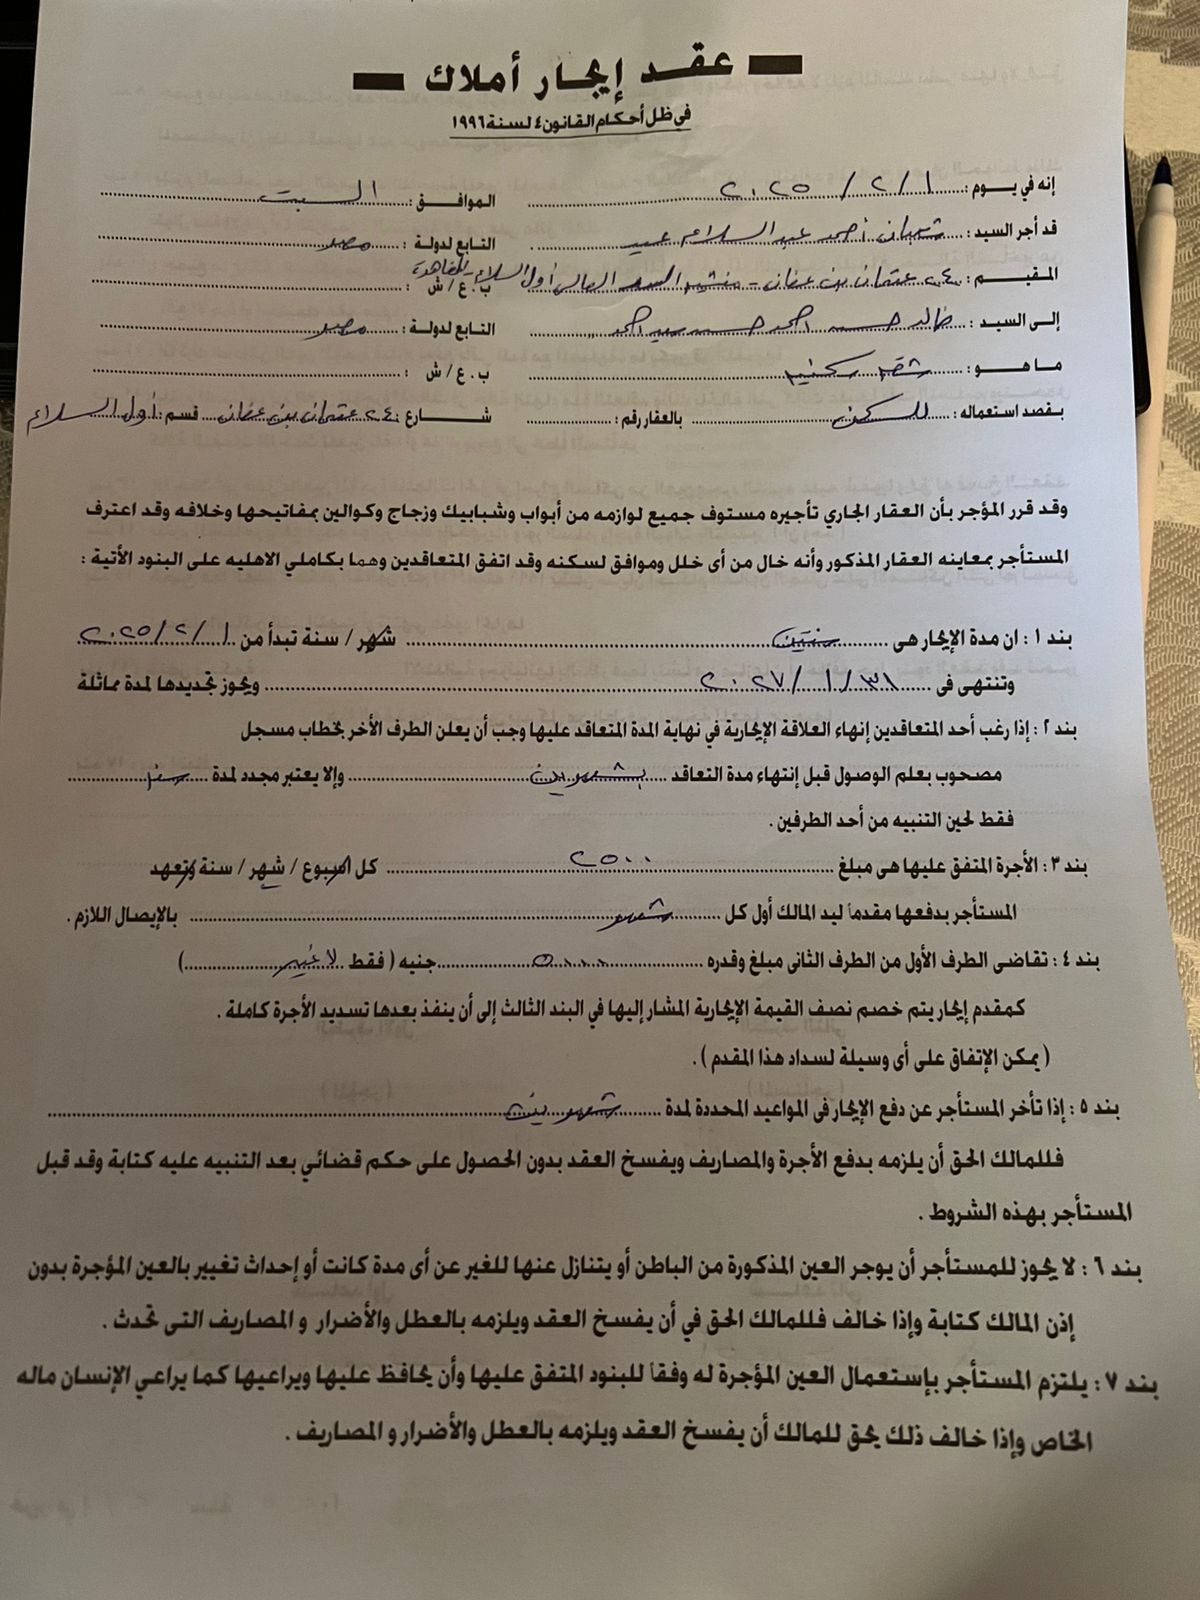 عقد إيجار أملاك
في ظل أحكام القانون ٤ لسنة ١٩٩٦
إنه في يوم : ٢٠٢٥/٢/١ الموافق : السبت
قد أجر السيد : شعبان أحمد عبد السلام عبيد التابع لدولة : مصر
المقيم : ٢٤ عثمان بن عفان - منشية السد العالى أول السلام - القاهرة ب . ع / ش :
إلى السيد : خالد حسن احمد حسن سيد احمد التابع لدولة : مصر
ما هو : شقة سكنية ب . ع / ش :
بقصد استعماله : للسكن بالعقار رقم : شارع : ٢٤ عثمان بن عفان قسم : أول السلام
وقد قرر المؤجر بأن العقار الجاري تأجيره مستوف جميع لوازمه من أبواب وشبابيك وزجاج وكوالين بمفاتيحها وخلافه وقد اعترف
المستأجر بمعاينه العقار المذكور وأنه خال من أى خلل وموافق لسكنه وقد اتفق المتعاقدين وهما بكاملي الاهليه على البنود الأتية :
بند ١ : ان مدة الإيجار هى سنتين شهر / سنة تبدأ من ٢٠٢٥/٢/١
وتنتهى فى ٢٠٢٧/١/٣١ ويجوز تجديدها لمدة مماثلة
بند ٢ : إذا رغب أحد المتعاقدين إنهاء العلاقة الإيجارية في نهاية المدة المتعاقد عليها وجب أن يعلن الطرف الأخر بخطاب مسجل
مصحوب بعلم الوصول قبل إنتهاء مدة التعاقد بشهرين وإلا يعتبر مجدد لمدة سنة
فقط لحين التنبيه من أحد الطرفين .
بند ٣ : الأجرة المتفق عليها هى مبلغ ٢٥٠٠ كل اسبوع / شهر / سنة وتعهد
المستأجر بدفعها مقدماً ليد المالك أول كل شهر بالإيصال اللازم .
بند ٤ : تقاضى الطرف الأول من الطرف الثانى مبلغ وقدره ٥٠٠٠ جنيه ( فقط لا غير )
كمقدم إيجار يتم خصم نصف القيمة الإيجارية المشار إليها في البند الثالث إلى أن ينفذ بعدها تسديد الأجرة كاملة .
( يمكن الإتفاق على أى وسيلة لسداد هذا المقدم ) .
بند ٥ : إذا تأخر المستأجر عن دفع الإيجار فى المواعيد المحددة لمدة شهرين
فللمالك الحق أن يلزمه بدفع الأجرة والمصاريف ويفسخ العقد بدون الحصول على حكم قضائي بعد التنبيه عليه كتابة وقد قبل
المستأجر بهذه الشروط .
بند ٦ : لا يجوز للمستأجر أن يوجر العين المذكورة من الباطن أو يتنازل عنها للغير عن أى مدة كانت أو إحداث تغيير بالعين المؤجرة بدون
إذن المالك كتابة وإذا خالف فللمالك الحق في أن يفسخ العقد ويلزمه بالعطل والأضرار و المصاريف التى تحدث .
بند ٧ : يلتزم المستأجر بإستعمال العين المؤجرة له وفقاً للبنود المتفق عليها وأن يحافظ عليها ويراعيها كما يراعي الإنسان ماله
الخاص وإذا خالف ذلك يحق للمالك أن يفسخ العقد ويلزمه بالعطل والأضرار و المصاريف .